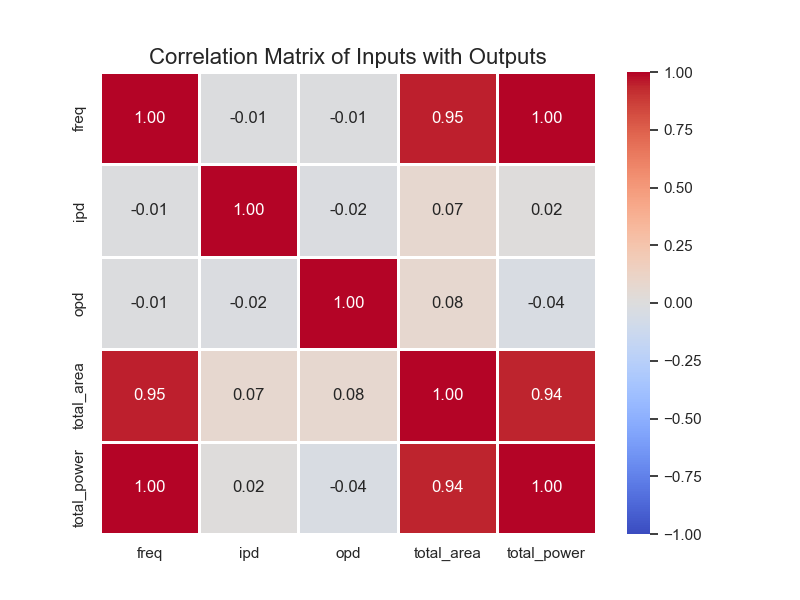 Correlation Matrix of Inputs with Outputs
freq 1.00 -0.01 -0.01 0.95 1.00
ipd -0.01 1.00 -0.02 0.07 0.02
opd -0.01 -0.02 1.00 0.08 -0.04
total_area 0.95 0.07 0.08 1.00 0.94
total_power 1.00 0.02 -0.04 0.94 1.00
freq ipd opd total_area total_power
1.00
0.75
0.50
0.25
0.00
−0.25
−0.50
−0.75
−1.00